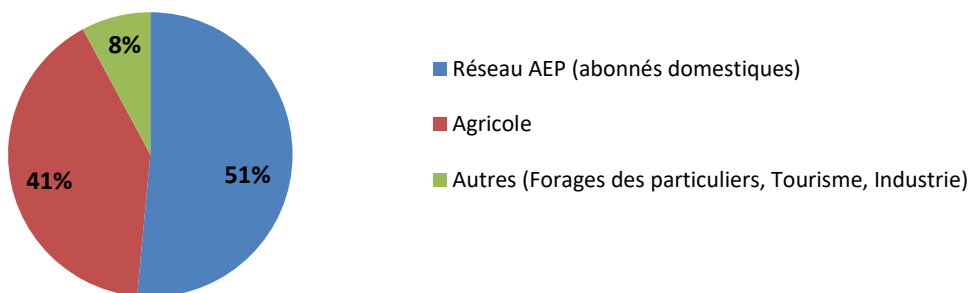 8%
Réseau AEP (abonnés domestiques)
Agricole
41%
51%
Autres (Forages des particuliers, Tourisme, Industrie)